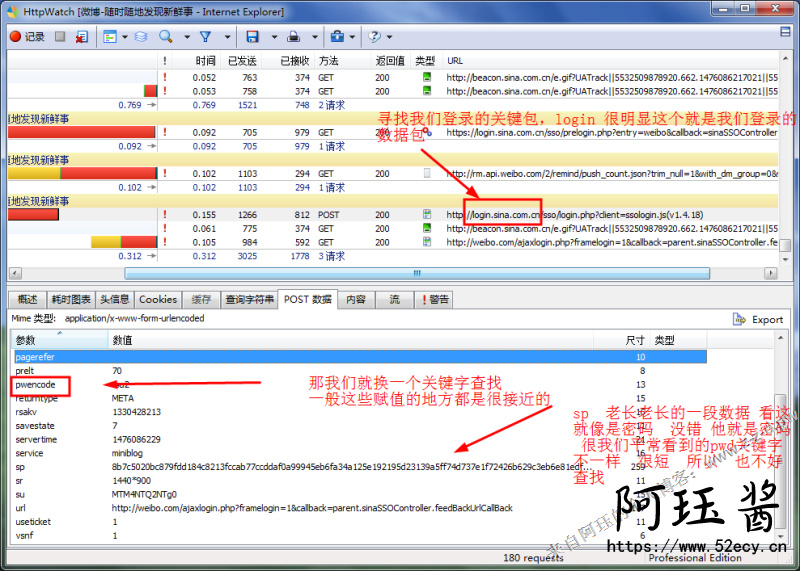 HttpWatch [微博-随时随地发现新鲜事 - Internet Explorer]
记录
! 时间 已发送 已接收 方法 返回值 类型 URL
! 0.052 763 374 GET 200 http://beacon.sina.com.cn/e.gif?UATrack||5532509878920.662.1476086217021||55
! 0.053 758 374 GET 200 http://beacon.sina.com.cn/e.gif?UATrack||5532509878920.662.1476086217021||55
0.769 0.769 1521 748 2 请求
寻找我们登录的关键包，login 很明显这个就是我们登录的
数据包
地发现新鲜事
! 0.092 705 979 GET 200 https://login.sina.com.cn/sso/prelogin.php?entry=weibo&callback=sinaSSOController
0.092 0.092 705 979 1 请求
地发现新鲜事
! 0.102 1103 294 GET 200 http://rm.api.weibo.com/2/remind/push_count.json?trim_null=1&with_dm_group=0&
0.102 0.102 1103 294 1 请求
地发现新鲜事
! 0.155 1266 812 POST 200 http://login.sina.com.cn/sso/login.php?client=ssologin.js(v1.4.18)
! 0.061 775 374 GET 200 http://beacon.sina.com.cn/e.gif?UATrack||5532509878920.662.1476086217021||55
! 0.105 984 592 GET 200 http://weibo.com/ajaxlogin.php?framelogin=1&callback=parent.sinaSSOController.fee
0.312 0.312 3025 1778 3 请求
概述 耗时图表 头信息 Cookies 缓存 查询字符串 POST 数据 内容 流 ! 警告
Mime 类型: application/x-www-form-urlencoded Export
参数 数值 尺寸 类型
pagerefer 10
prelt 70 8
pwencode 13
returntype META 15
rsakv 1330428213 16
savestate 7 11
servertime 1476086229
service miniblog
sp 8b7c5020bc879fdd184c8213fccab77ccddaf0a99945eb6fa34a125e192195d23139a5ff74d737e1f72426b629c3eb6e81edf... 259
sr 1440*900 11
su MTM4NTQ2NTg0
url http://weibo.com/ajaxlogin.php?framelogin=1&callback=parent.sinaSSOController.feedBackUrlCallBack
useticket 1 11
vsnf 1 6
那我们就换一个关键字查找
一般这些赋值的地方都是很接近的
sp 老长老长的一段数据 看这
就像是密码 没错 他就是密码
很我们平常看到的pwd关键字
不一样 很短 所以 也不好
查找
来自阿珏的博客: www.
阿珏酱
https://www.52ecy.cn
180 requests Professional Edition